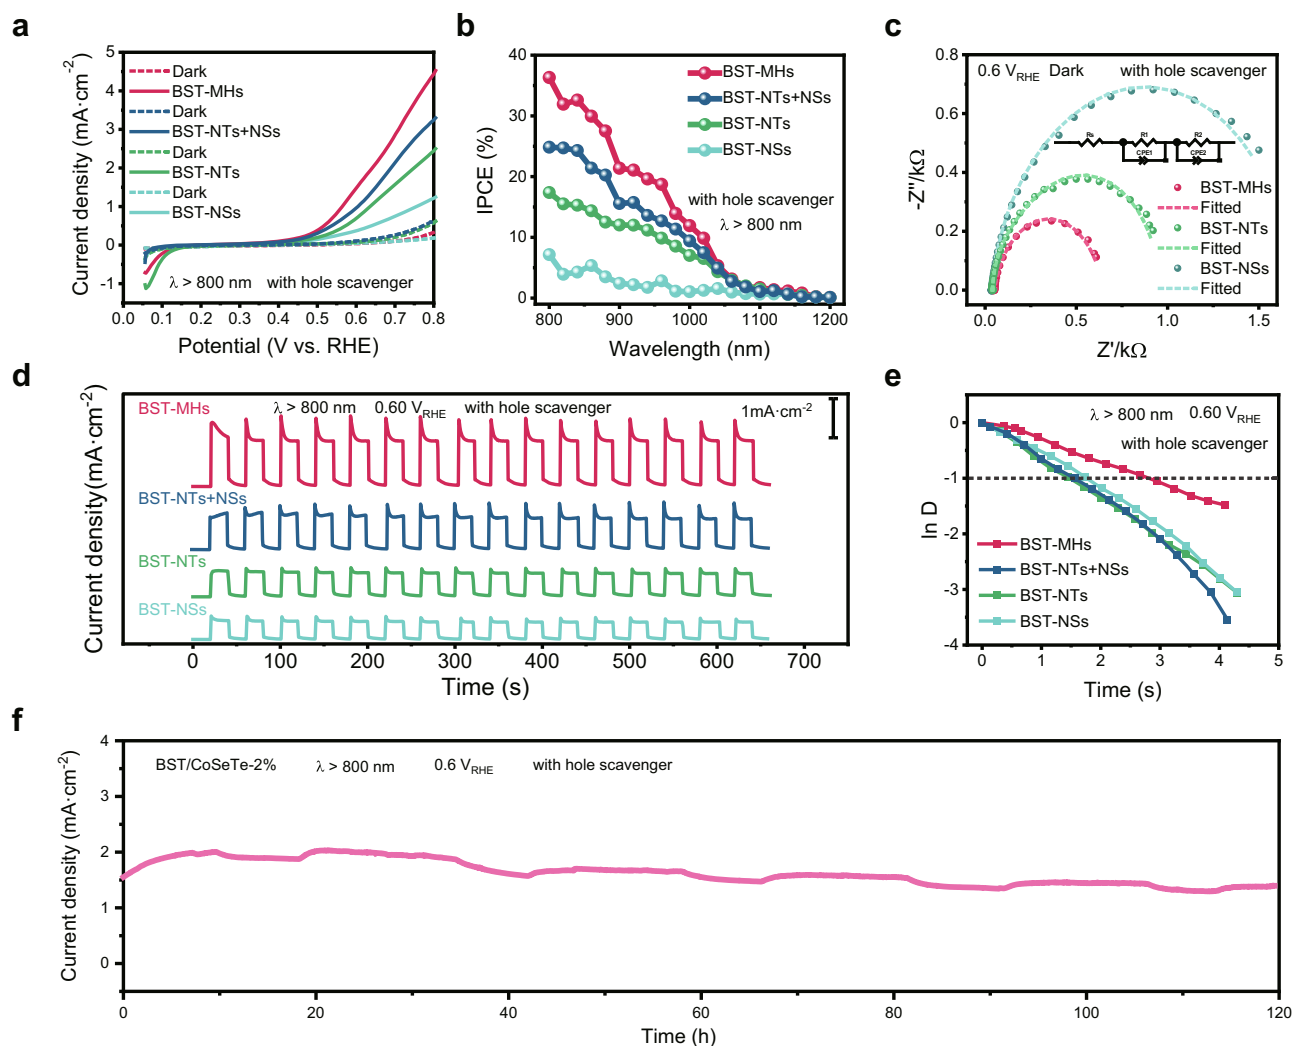 a
Current density (mA·cm-2)
5
4
3
2
1
0
-1
Dark
BST-MHs
Dark
BST-NTs+NSs
Dark
BST-NTs
Dark
BST-NSs
λ > 800 nm with hole scavenger
0.0 0.1 0.2 0.3 0.4 0.5 0.6 0.7 0.8
Potential (V vs. RHE)
b
IPCE (%)
40
30
20
10
0
BST-MHs
BST-NTs+NSs
BST-NTs
BST-NSs
with hole scavenger
λ > 800 nm
800 900 1000 1100 1200
Wavelength (nm)
c
-Z''/kΩ
0.8
0.6
0.4
0.2
0.0
0.6 VRHE Dark with hole scavenger
Rs R1 R2
CPE1 CPE2
BST-MHs
Fitted
BST-NTs
Fitted
BST-NSs
Fitted
0.0 0.5 1.0 1.5
Z'/kΩ
d
Current density(mA·cm-2)
BST-MHs
λ > 800 nm 0.60 VRHE with hole scavenger
1mA·cm-2
BST-NTs+NSs
BST-NTs
BST-NSs
0 100 200 300 400 500 600 700
Time (s)
e
ln D
0
-1
-2
-3
-4
λ > 800 nm 0.60 VRHE
with hole scavenger
BST-MHs
BST-NTs+NSs
BST-NTs
BST-NSs
0 1 2 3 4 5
Time (s)
f
Current density (mA·cm-2)
4
3
2
1
0
BST/CoSeTe-2% λ > 800 nm 0.6 VRHE with hole scavenger
0 20 40 60 80 100 120
Time (h)